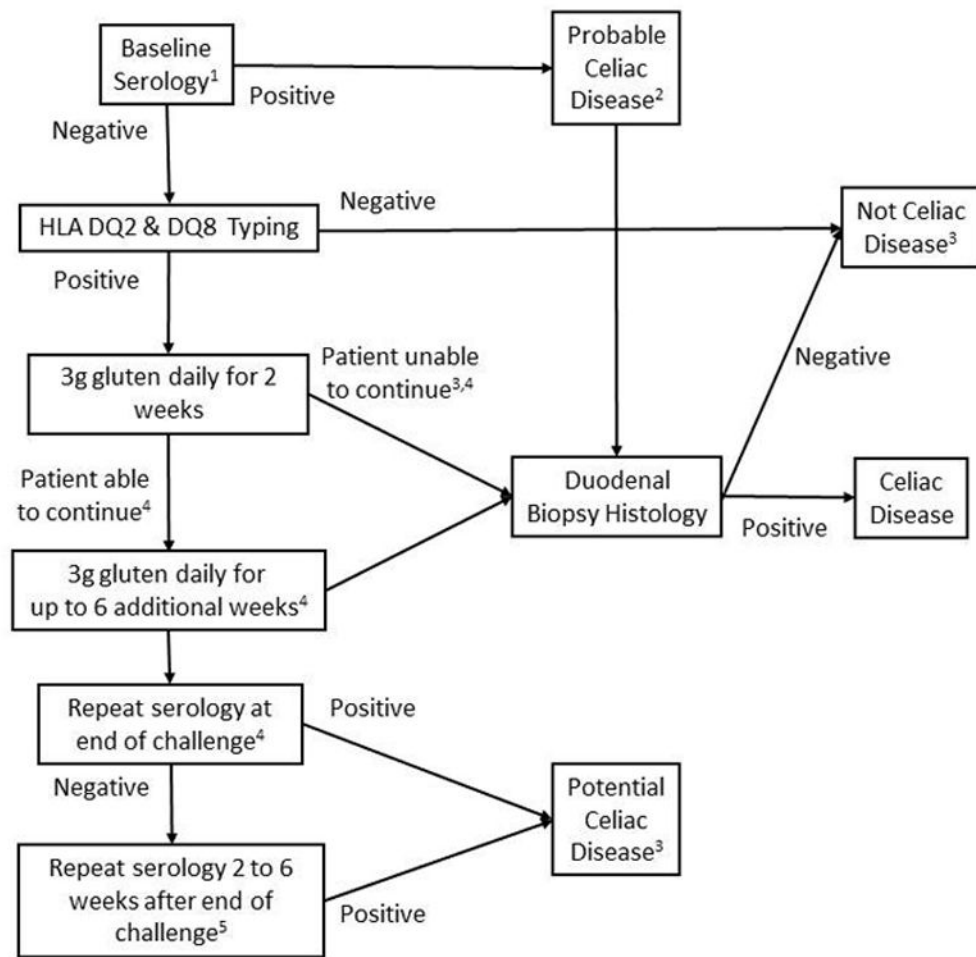 Baseline
Serology¹
Positive
Probable
Celiac
Disease²
Negative
HLA DQ2 & DQ8 Typing
Negative
Not Celiac
Disease³
Positive
3g gluten daily for 2
weeks
Patient unable
to continue³,⁴
Negative
Patient able
to continue⁴
Duodenal
Biopsy Histology
Positive
Celiac
Disease
3g gluten daily for
up to 6 additional weeks⁴
Repeat serology at
end of challenge⁴
Positive
Negative
Potential
Celiac
Disease³
Repeat serology 2 to 6
weeks after end of
challenge⁵
Positive